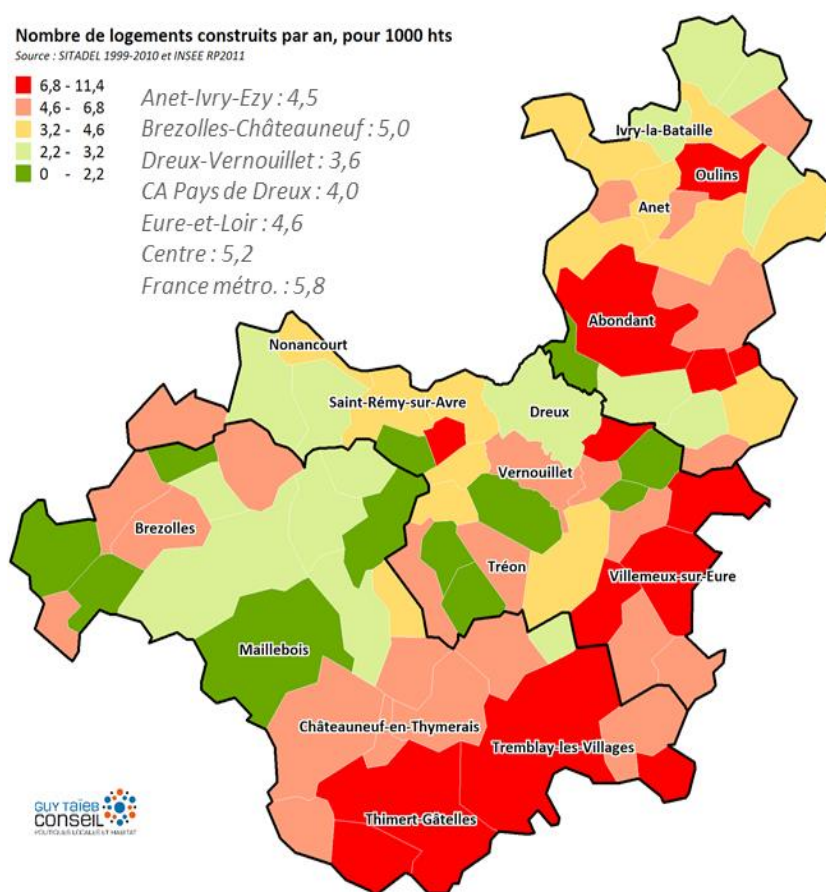 Nombre de logements construits par an, pour 1000 hts
Source : SITADEL 1999-2010 et INSEE RP2011
6,8 - 11,4
4,6 - 6,8
3,2 - 4,6
2,2 - 3,2
0 - 2,2
Anet-Ivry-Ezy : 4,5
Brezolles-Châteauneuf : 5,0
Dreux-Vernouillet : 3,6
CA Pays de Dreux : 4,0
Eure-et-Loir : 4,6
Centre : 5,2
France métro. : 5,8
Ivry-la-Bataille
Oulins
Anet
Abondant
Nonancourt
Saint-Rémy-sur-Avre
Dreux
Vernouillet
Brezolles
Tréon
Villemeux-sur-Eure
Maillebois
Châteauneuf-en-Thymerais
Tremblay-les-Villages
Thimert-Gâtelles
GUY TAÏEB
CONSEIL
POLITIQUES LOCALES ET HABITAT